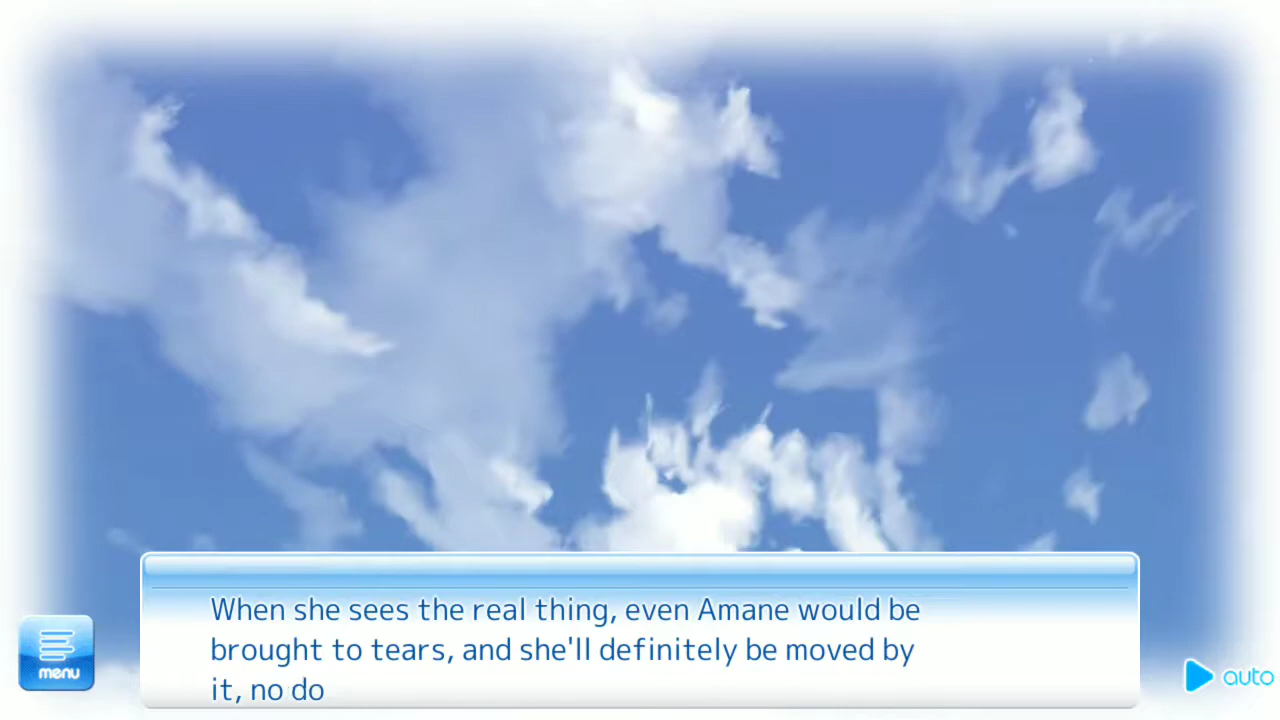 When she sees the real thing, even Amane would be
brought to tears, and she'll definitely be moved by
it, no do
menu
auto